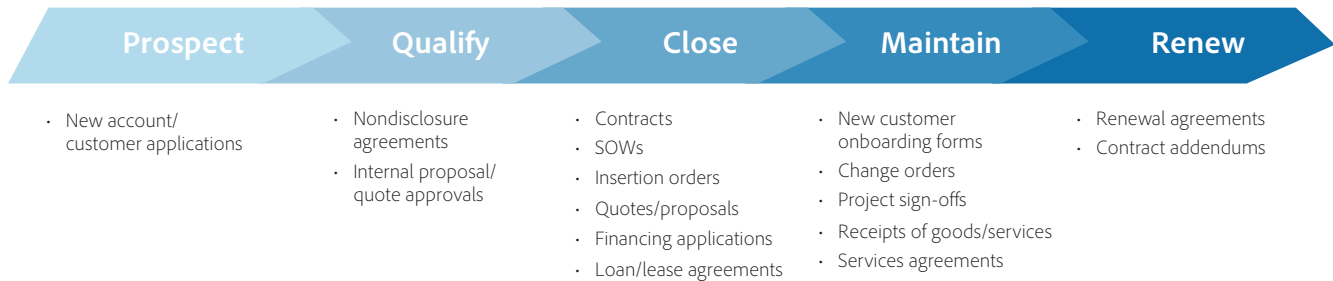 Prospect
Qualify
Close
Maintain
Renew
• New account/
customer applications
• Nondisclosure
agreements
• Internal proposal/
quote approvals
• Contracts
• SOWs
• Insertion orders
• Quotes/proposals
• Financing applications
• Loan/lease agreements
• New customer
onboarding forms
• Change orders
• Project sign-offs
• Receipts of goods/services
• Services agreements
• Renewal agreements
• Contract addendums